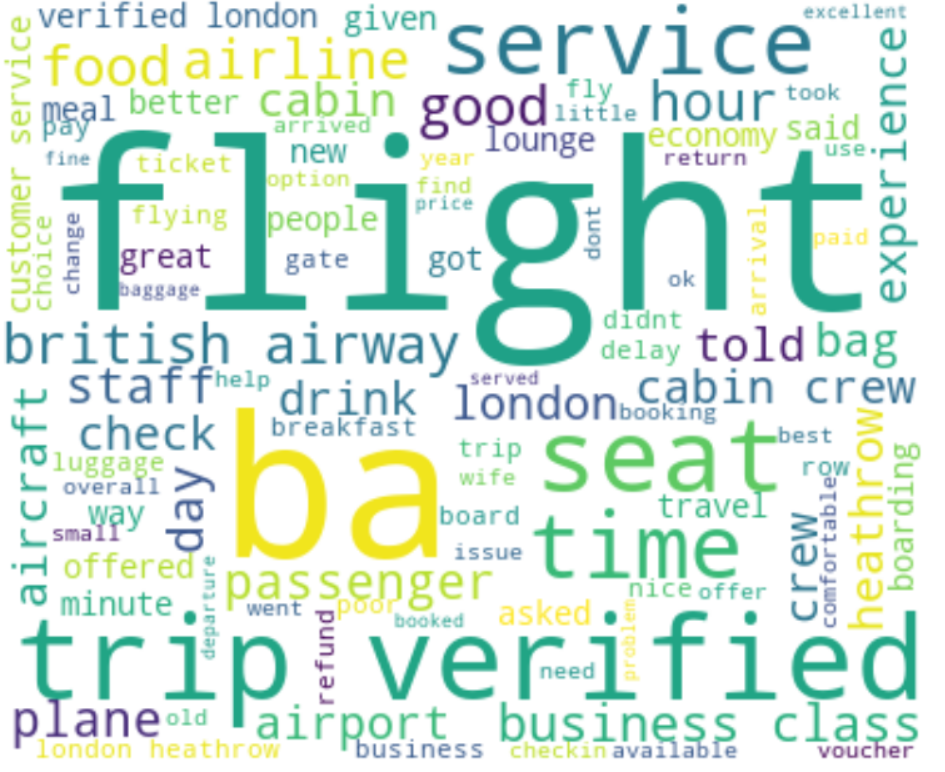 verified london
given
service
excellent
customer service
food
airline
experience
meal
better
cabin
good
fly
hour
took
pay
arrived
little
lounge
economy
said
fine
ticket
new
year
return
use
flight
option
find
price
choice
change
flying
people
dont
arrival
paid
great
gate
got
ok
baggage
british airway
didnt
delay
told
bag
staff
help
served
cabin crew
drink
london
booking
aircraft
check
breakfast
ba
seat
best
heathrow
boarding
luggage
trip
row
overall
day
wife
travel
comfortable
way
board
time
crew
small
issue
offered
departure
passenger
nice
offer
minute
went
poor
booked
asked
problem
trip verified
refund
need
plane
old
airport
business class
london heathrow
business
checkin
available
voucher